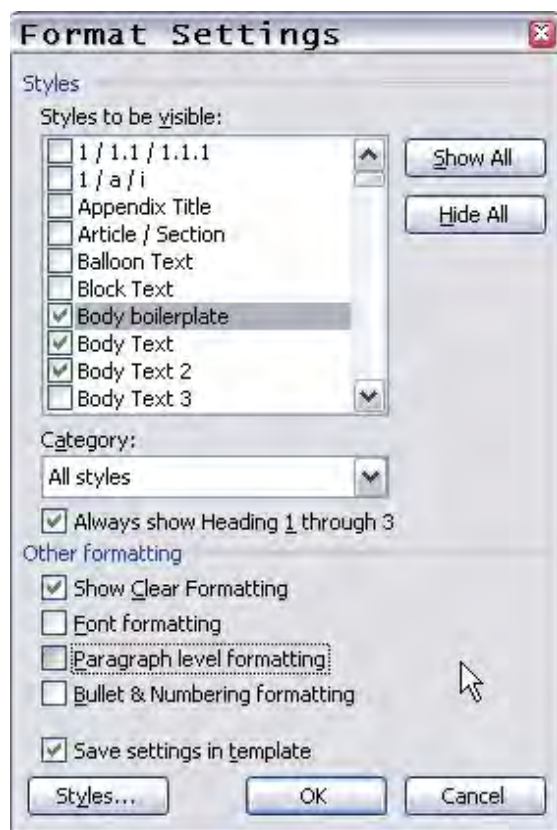 Format Settings
Styles
Styles to be visible:
1 / 1.1 / 1.1.1
1 / a / i
Appendix Title
Article / Section
Balloon Text
Block Text
Body boilerplate
Body Text
Body Text 2
Body Text 3
Show All
Hide All
Category:
All styles
Always show Heading 1 through 3
Other formatting
Show Clear Formatting
Font formatting
Paragraph level formatting
Bullet & Numbering formatting
Save settings in template
Styles... OK Cancel